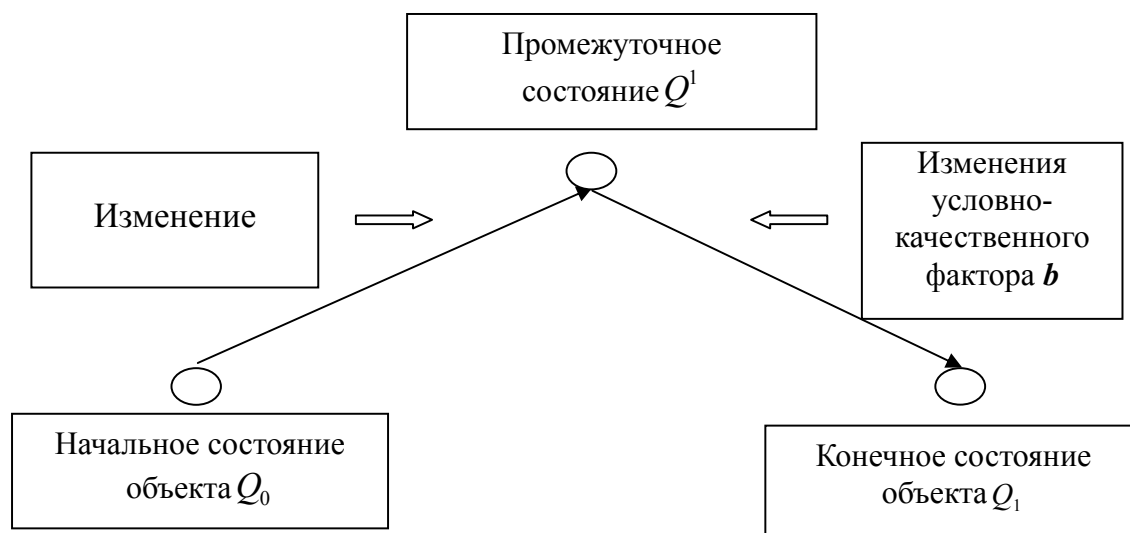 Промежуточное
состояние Q¹
Изменение
Изменения
условно-
качественного
фактора b
Начальное состояние
объекта Q₀
Конечное состояние
объекта Q₁